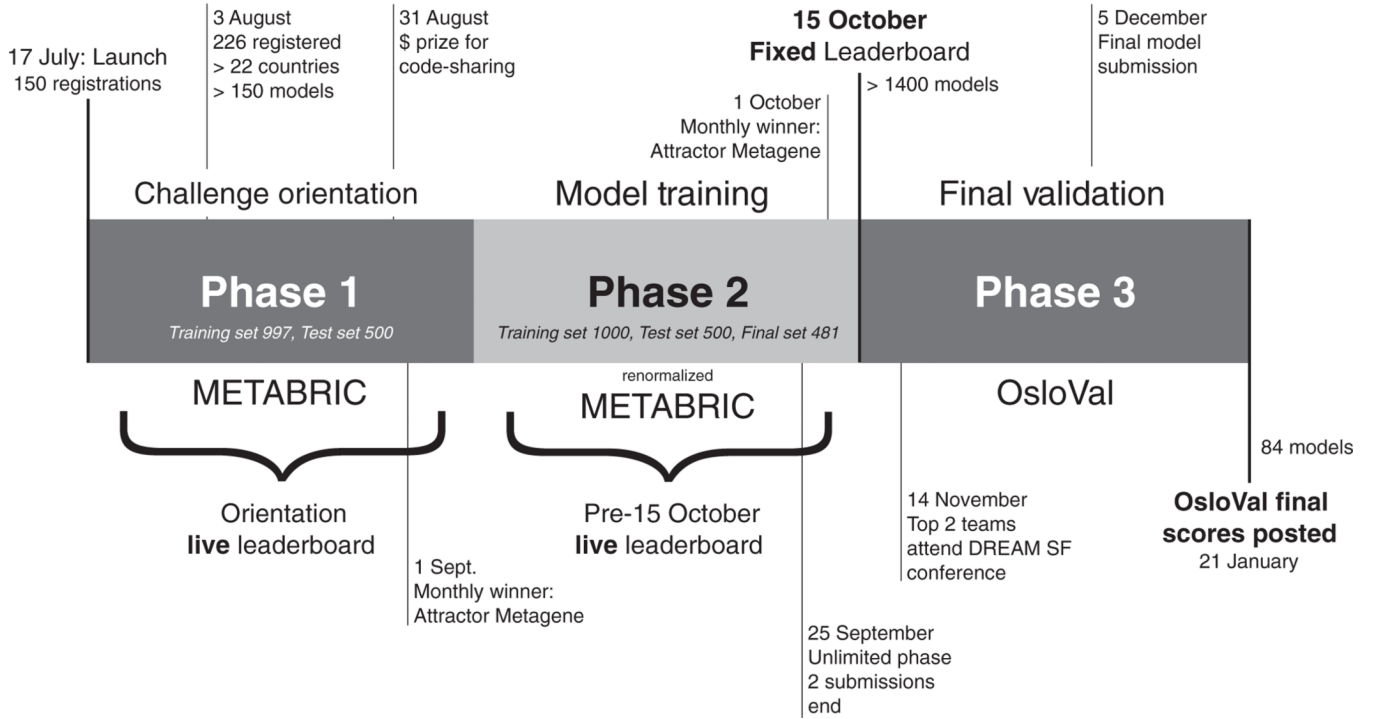 17 July: Launch
150 registrations
3 August
226 registered
> 22 countries
> 150 models
31 August
$ prize for
code-sharing
1 October
Monthly winner:
Attractor Metagene
15 October
Fixed Leaderboard
> 1400 models
5 December
Final model
submission
Challenge orientation
Model training
Final validation
Phase 1
Training set 997, Test set 500
Phase 2
Training set 1000, Test set 500, Final set 481
Phase 3
METABRIC
renormalized
METABRIC
OsloVal
Orientation
live leaderboard
1 Sept.
Monthly winner:
Attractor Metagene
Pre-15 October
live leaderboard
25 September
Unlimited phase
2 submissions
end
14 November
Top 2 teams
attend DREAM SF
conference
84 models
OsloVal final
scores posted
21 January